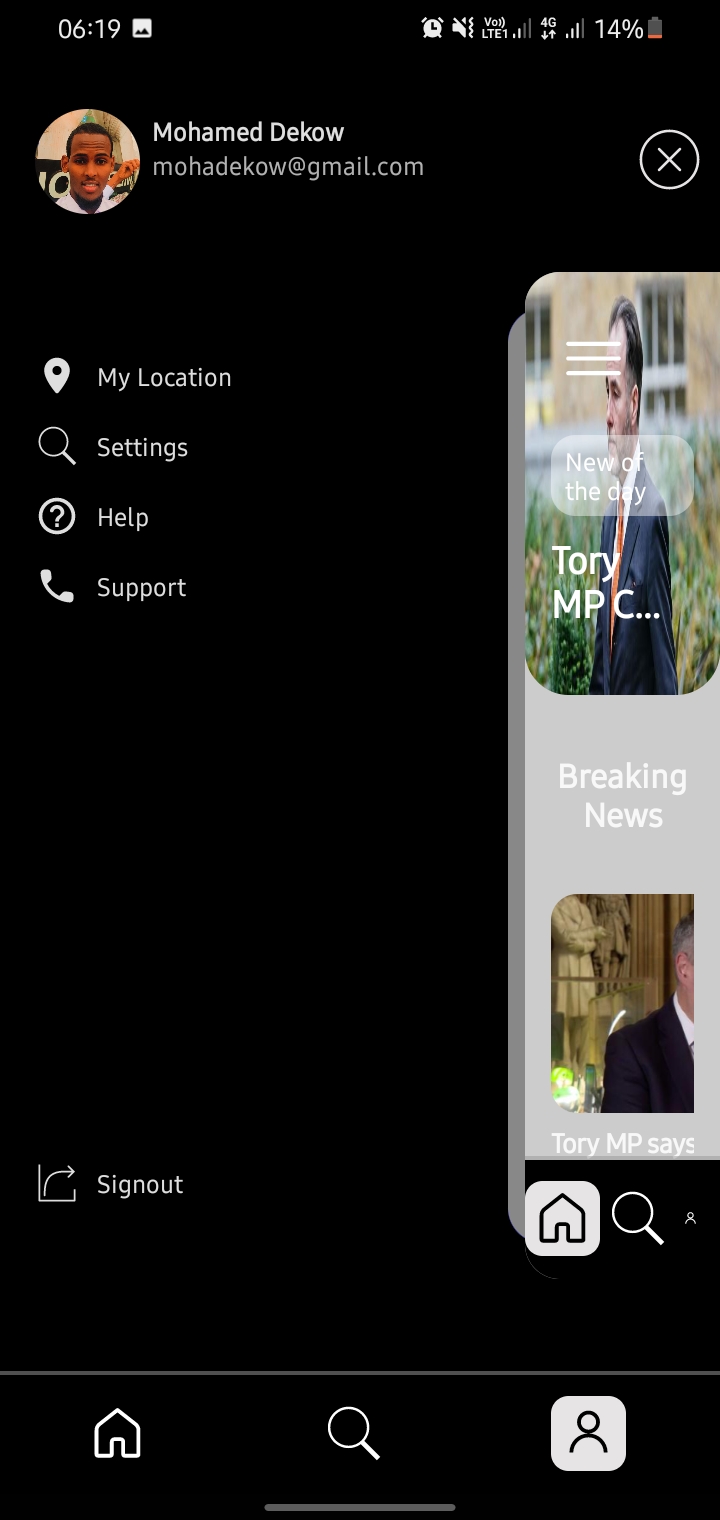 06:19
Vo))
LTE1
4G
14%
Mohamed Dekow
mohadekow@gmail.com
My Location
Settings
Help
Support
New of
the day
Tory
MP C...
Breaking
News
Tory MP says
Signout